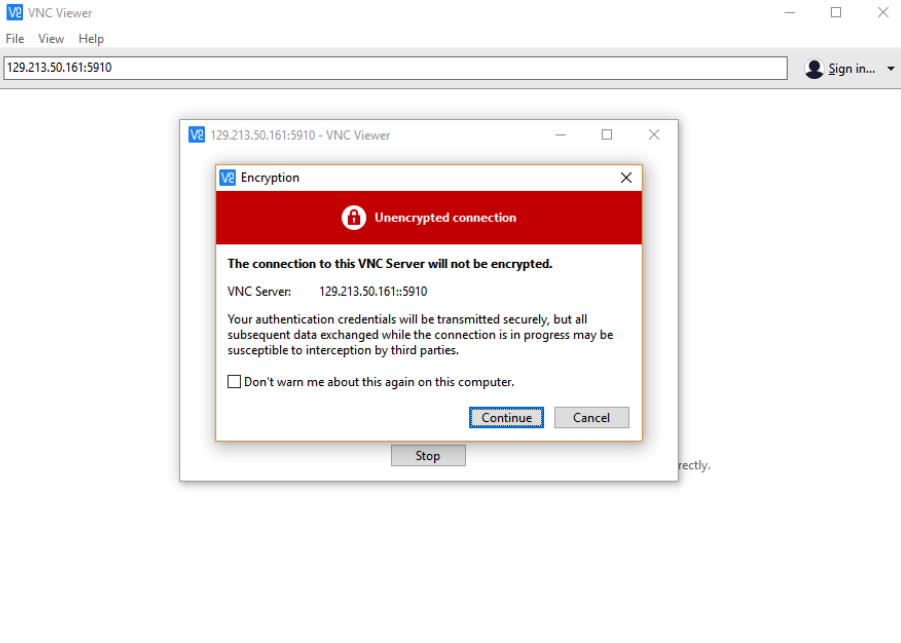 VNC Viewer
File View Help
129.213.50.161:5910
Sign in...
129.213.50.161:5910 - VNC Viewer
Encryption
Unencrypted connection
The connection to this VNC Server will not be encrypted.
VNC Server: 129.213.50.161::5910
Your authentication credentials will be transmitted securely, but all
subsequent data exchanged while the connection is in progress may be
susceptible to interception by third parties.
Don't warn me about this again on this computer.
Continue Cancel
Stop
rectly.